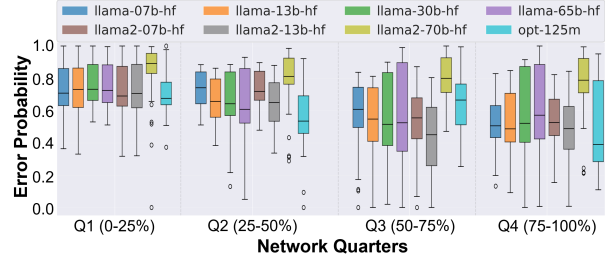 llama-07b-hf llama-13b-hf llama-30b-hf llama-65b-hf
llama2-07b-hf llama2-13b-hf llama2-70b-hf opt-125m
Error Probability
1.0
0.8
0.6
0.4
0.2
0.0
Q1 (0-25%) Q2 (25-50%) Q3 (50-75%) Q4 (75-100%)
Network Quarters